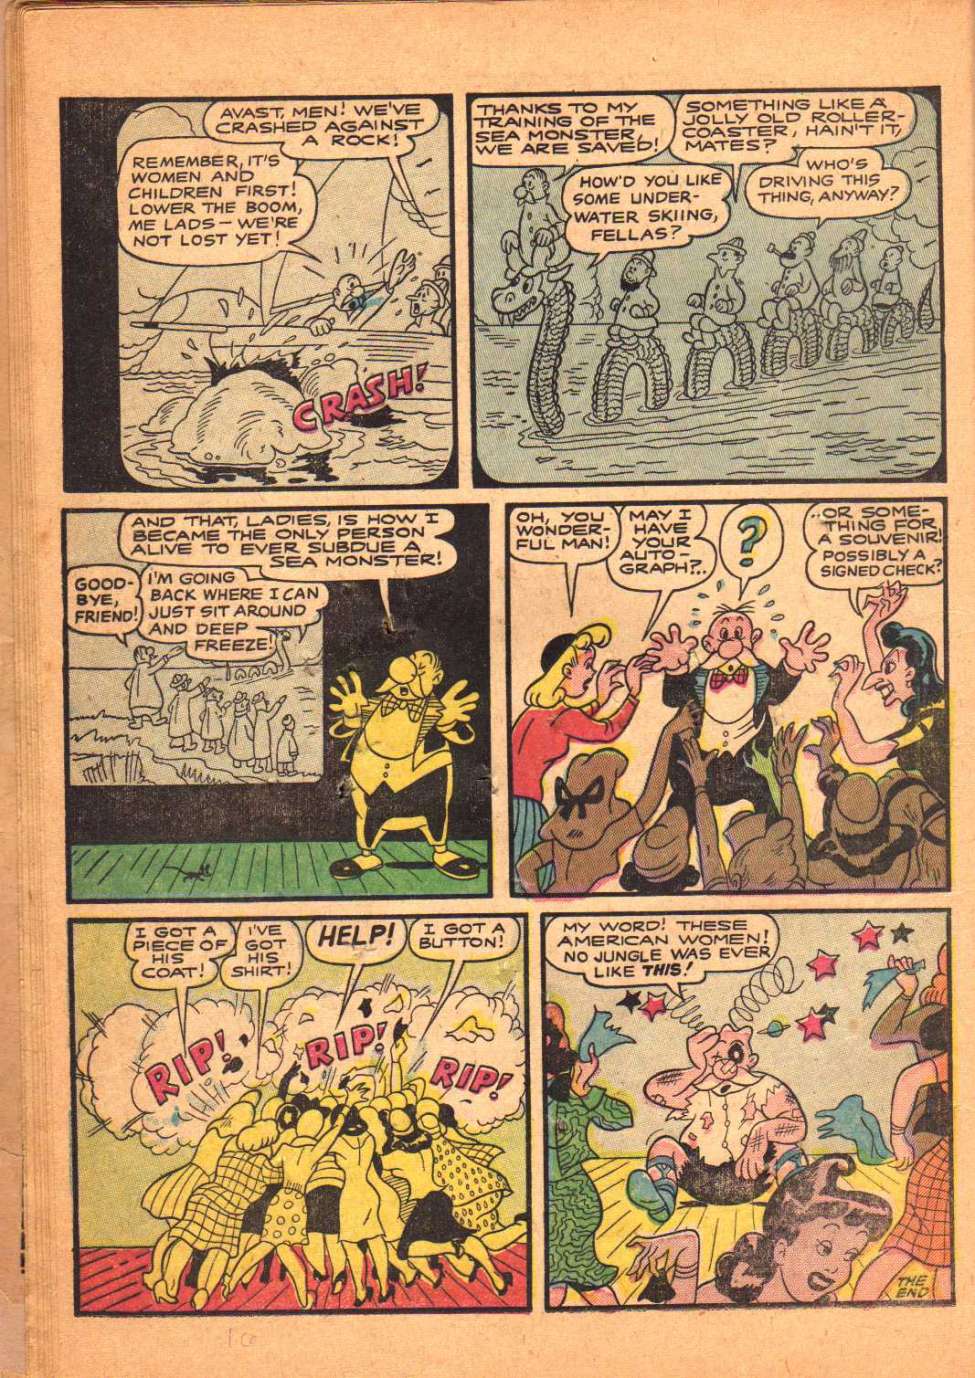 AVAST, MEN! WE'VE
CRASHED AGAINST
A ROCK!
REMEMBER, IT'S
WOMEN AND
CHILDREN FIRST!
LOWER THE BOOM,
ME LADS — WE'RE
NOT LOST YET!
CRASH!
THANKS TO MY
TRAINING OF THE
SEA MONSTER,
WE ARE SAVED!
SOMETHING LIKE A
JOLLY OLD ROLLER-
COASTER, HAIN'T IT,
MATES?
HOW'D YOU LIKE
SOME UNDER-
WATER SKIING,
FELLAS?
WHO'S
DRIVING THIS
THING, ANYWAY?
AND THAT, LADIES, IS HOW I
BECAME THE ONLY PERSON
ALIVE TO EVER SUBDUE A
SEA MONSTER!
GOOD-
BYE,
FRIEND!
I'M GOING
BACK WHERE I CAN
JUST SIT AROUND
AND DEEP
FREEZE!
OH, YOU
WONDER-
FUL MAN!
MAY I
HAVE
YOUR
AUTO-
GRAPH?..
?
..OR SOME-
THING FOR
A SOUVENIR!
POSSIBLY A
SIGNED CHECK?
I GOT A
PIECE OF
HIS
COAT!
I'VE
GOT
HIS
SHIRT!
HELP!
I GOT A
BUTTON!
RIP!
RIP!
RIP!
MY WORD! THESE
AMERICAN WOMEN!
NO JUNGLE WAS EVER
LIKE THIS!
THE
END